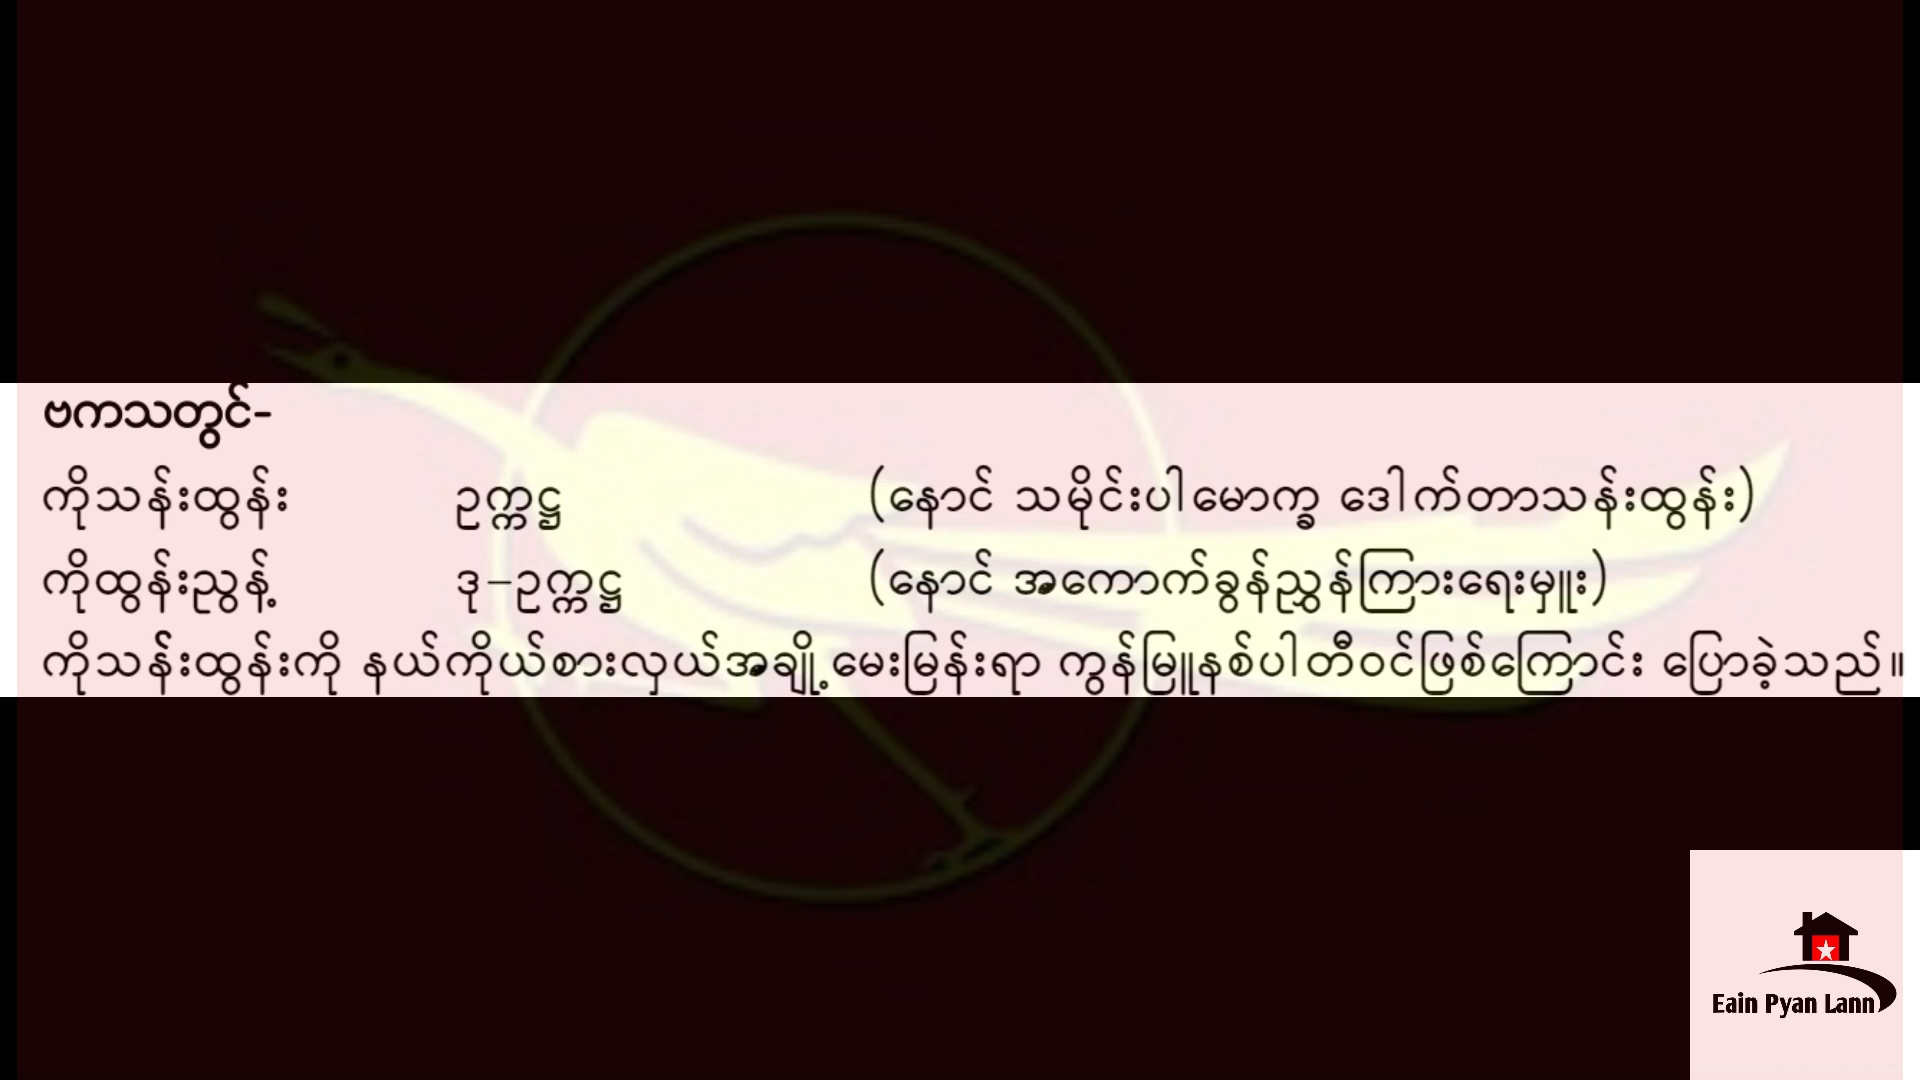 ဗကသတွင်-
ကိုသန်းထွန်း ဥက္ကဋ္ဌ (နောင် သမိုင်းပါမောက္ခ ဒေါက်တာသန်းထွန်း)
ကိုထွန်းညွန့် ဒု-ဥက္ကဋ္ဌ (နောင် အကောက်ခွန်ညွှန်ကြားရေးမှူး)
ကိုသန်းထွန်းကို နယ်ကိုယ်စားလှယ်အချို့မေးမြန်းရာ ကွန်မြူနစ်ပါတီဝင်ဖြစ်ကြောင်း ပြောခဲ့သည်။
Eain Pyan Lann